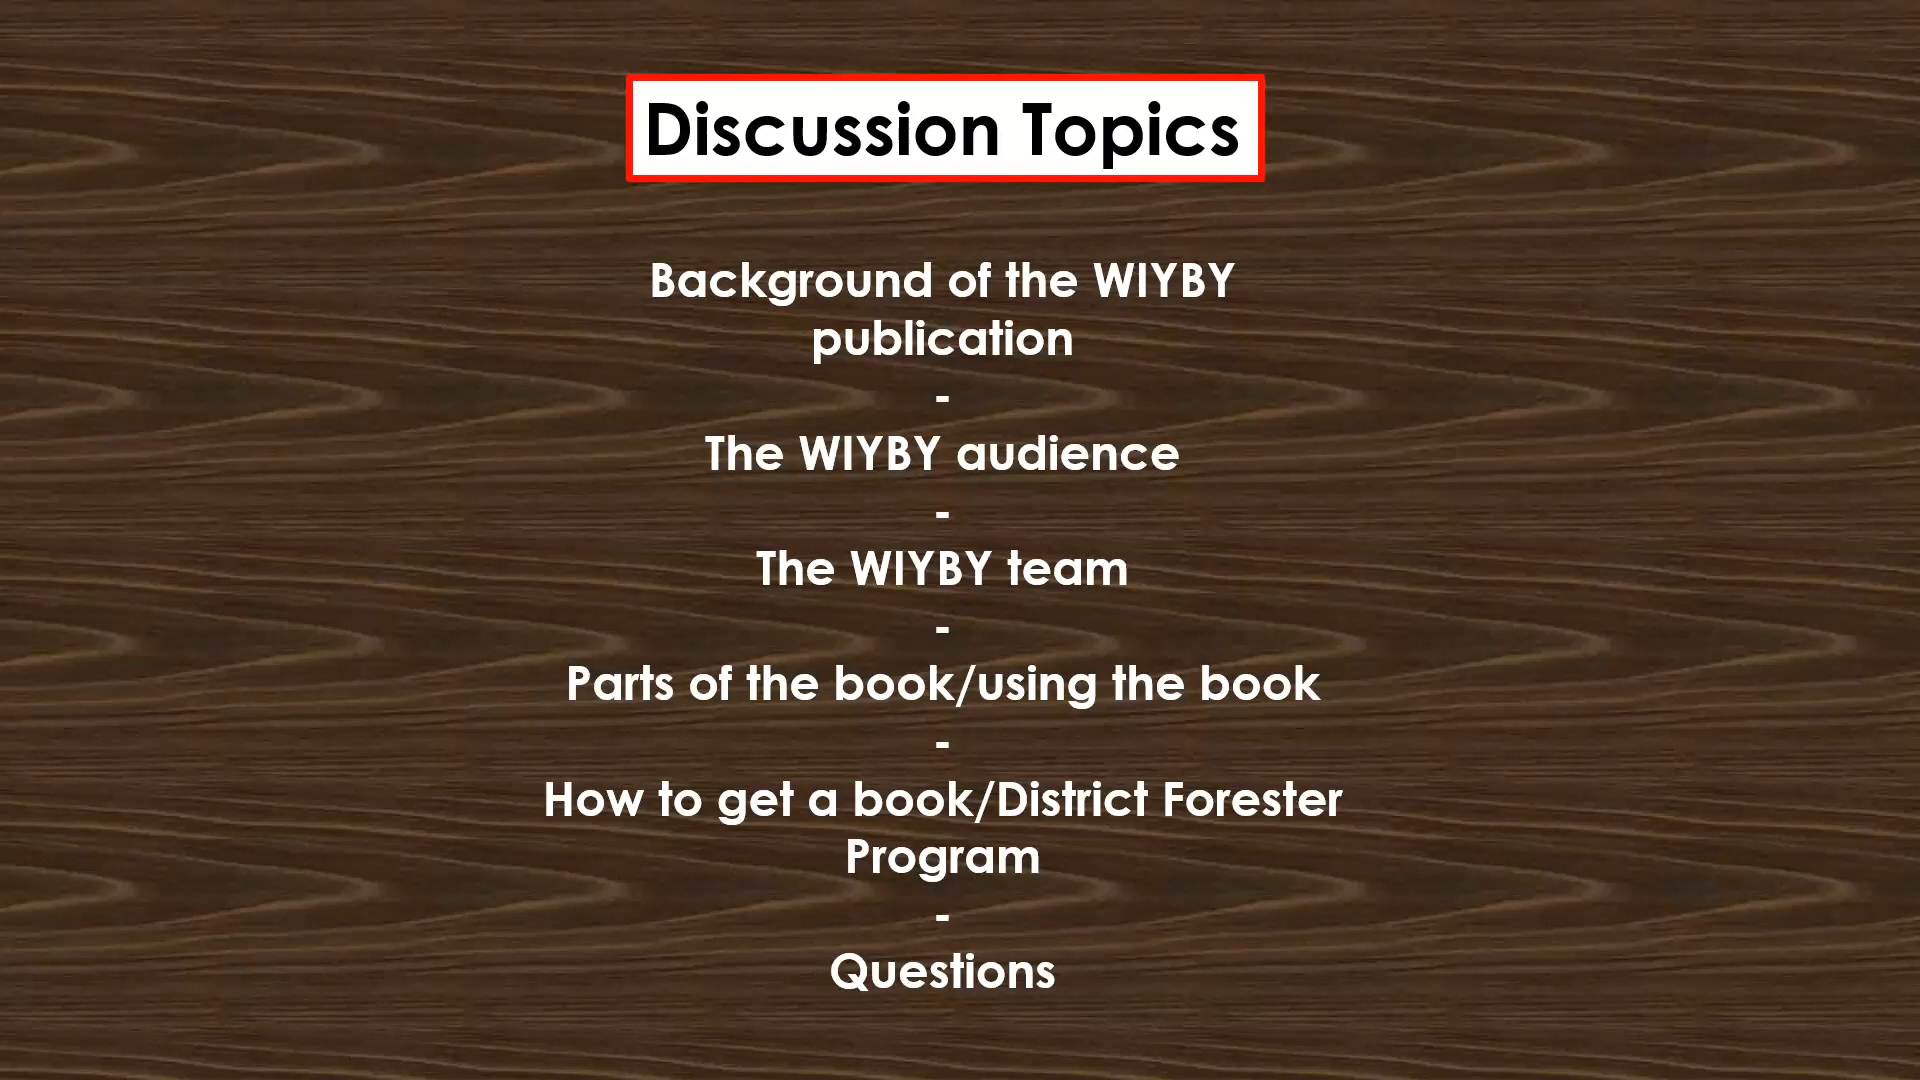 Discussion Topics
Background of the WIYBY
publication
-
The WIYBY audience
-
The WIYBY team
-
Parts of the book/using the book
-
How to get a book/District Forester
Program
-
Questions